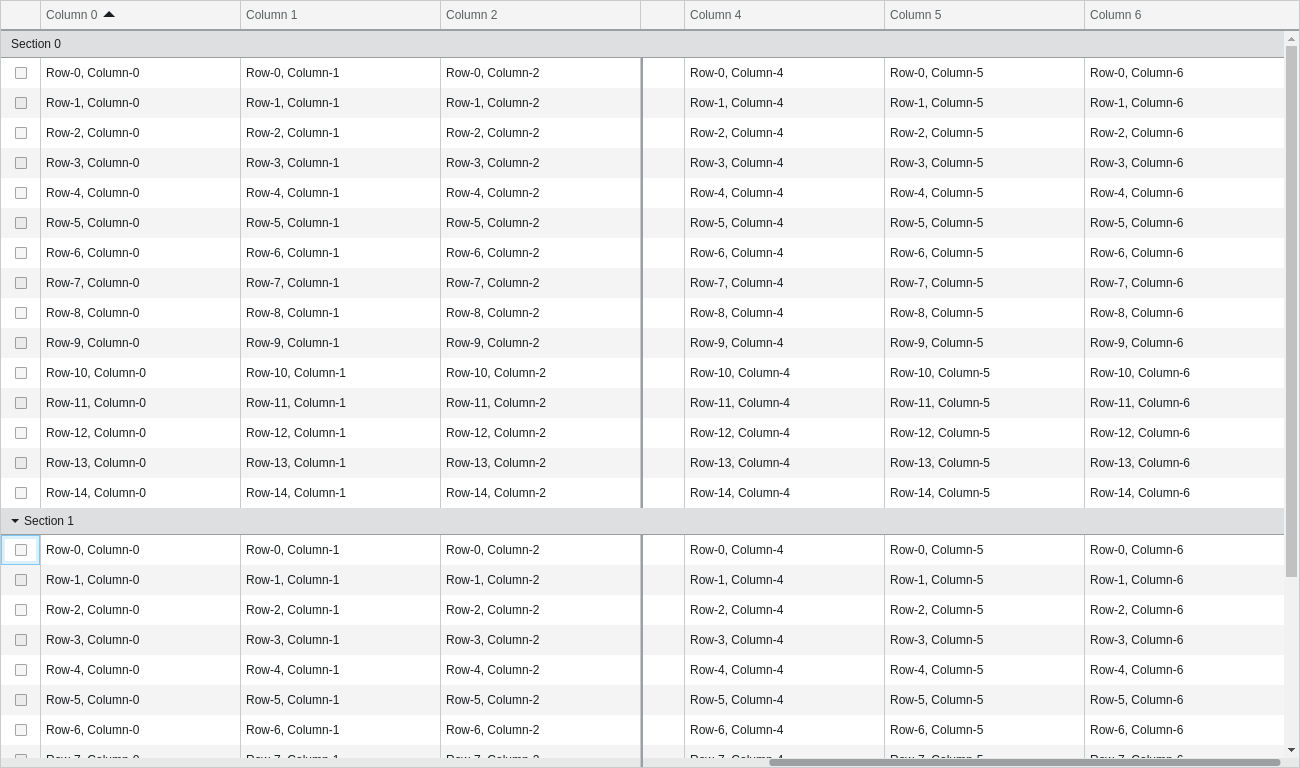 Column 0 Column 1 Column 2 Column 4 Column 5 Column 6
Section 0
Row-0, Column-0 Row-0, Column-1 Row-0, Column-2 Row-0, Column-4 Row-0, Column-5 Row-0, Column-6
Row-1, Column-0 Row-1, Column-1 Row-1, Column-2 Row-1, Column-4 Row-1, Column-5 Row-1, Column-6
Row-2, Column-0 Row-2, Column-1 Row-2, Column-2 Row-2, Column-4 Row-2, Column-5 Row-2, Column-6
Row-3, Column-0 Row-3, Column-1 Row-3, Column-2 Row-3, Column-4 Row-3, Column-5 Row-3, Column-6
Row-4, Column-0 Row-4, Column-1 Row-4, Column-2 Row-4, Column-4 Row-4, Column-5 Row-4, Column-6
Row-5, Column-0 Row-5, Column-1 Row-5, Column-2 Row-5, Column-4 Row-5, Column-5 Row-5, Column-6
Row-6, Column-0 Row-6, Column-1 Row-6, Column-2 Row-6, Column-4 Row-6, Column-5 Row-6, Column-6
Row-7, Column-0 Row-7, Column-1 Row-7, Column-2 Row-7, Column-4 Row-7, Column-5 Row-7, Column-6
Row-8, Column-0 Row-8, Column-1 Row-8, Column-2 Row-8, Column-4 Row-8, Column-5 Row-8, Column-6
Row-9, Column-0 Row-9, Column-1 Row-9, Column-2 Row-9, Column-4 Row-9, Column-5 Row-9, Column-6
Row-10, Column-0 Row-10, Column-1 Row-10, Column-2 Row-10, Column-4 Row-10, Column-5 Row-10, Column-6
Row-11, Column-0 Row-11, Column-1 Row-11, Column-2 Row-11, Column-4 Row-11, Column-5 Row-11, Column-6
Row-12, Column-0 Row-12, Column-1 Row-12, Column-2 Row-12, Column-4 Row-12, Column-5 Row-12, Column-6
Row-13, Column-0 Row-13, Column-1 Row-13, Column-2 Row-13, Column-4 Row-13, Column-5 Row-13, Column-6
Row-14, Column-0 Row-14, Column-1 Row-14, Column-2 Row-14, Column-4 Row-14, Column-5 Row-14, Column-6
Section 1
Row-0, Column-0 Row-0, Column-1 Row-0, Column-2 Row-0, Column-4 Row-0, Column-5 Row-0, Column-6
Row-1, Column-0 Row-1, Column-1 Row-1, Column-2 Row-1, Column-4 Row-1, Column-5 Row-1, Column-6
Row-2, Column-0 Row-2, Column-1 Row-2, Column-2 Row-2, Column-4 Row-2, Column-5 Row-2, Column-6
Row-3, Column-0 Row-3, Column-1 Row-3, Column-2 Row-3, Column-4 Row-3, Column-5 Row-3, Column-6
Row-4, Column-0 Row-4, Column-1 Row-4, Column-2 Row-4, Column-4 Row-4, Column-5 Row-4, Column-6
Row-5, Column-0 Row-5, Column-1 Row-5, Column-2 Row-5, Column-4 Row-5, Column-5 Row-5, Column-6
Row-6, Column-0 Row-6, Column-1 Row-6, Column-2 Row-6, Column-4 Row-6, Column-5 Row-6, Column-6